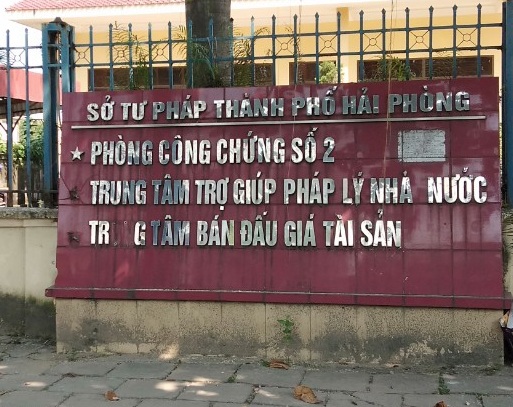 SỞ TƯ PHÁP THÀNH PHỐ HẢI PHÒNG
★ PHÒNG CÔNG CHỨNG SỐ 2
TRUNG TÂM TRỢ GIÚP PHÁP LÝ NHÀ NƯỚC
TR G TÂM BÁN ĐẤU GIÁ TÀI SẢN